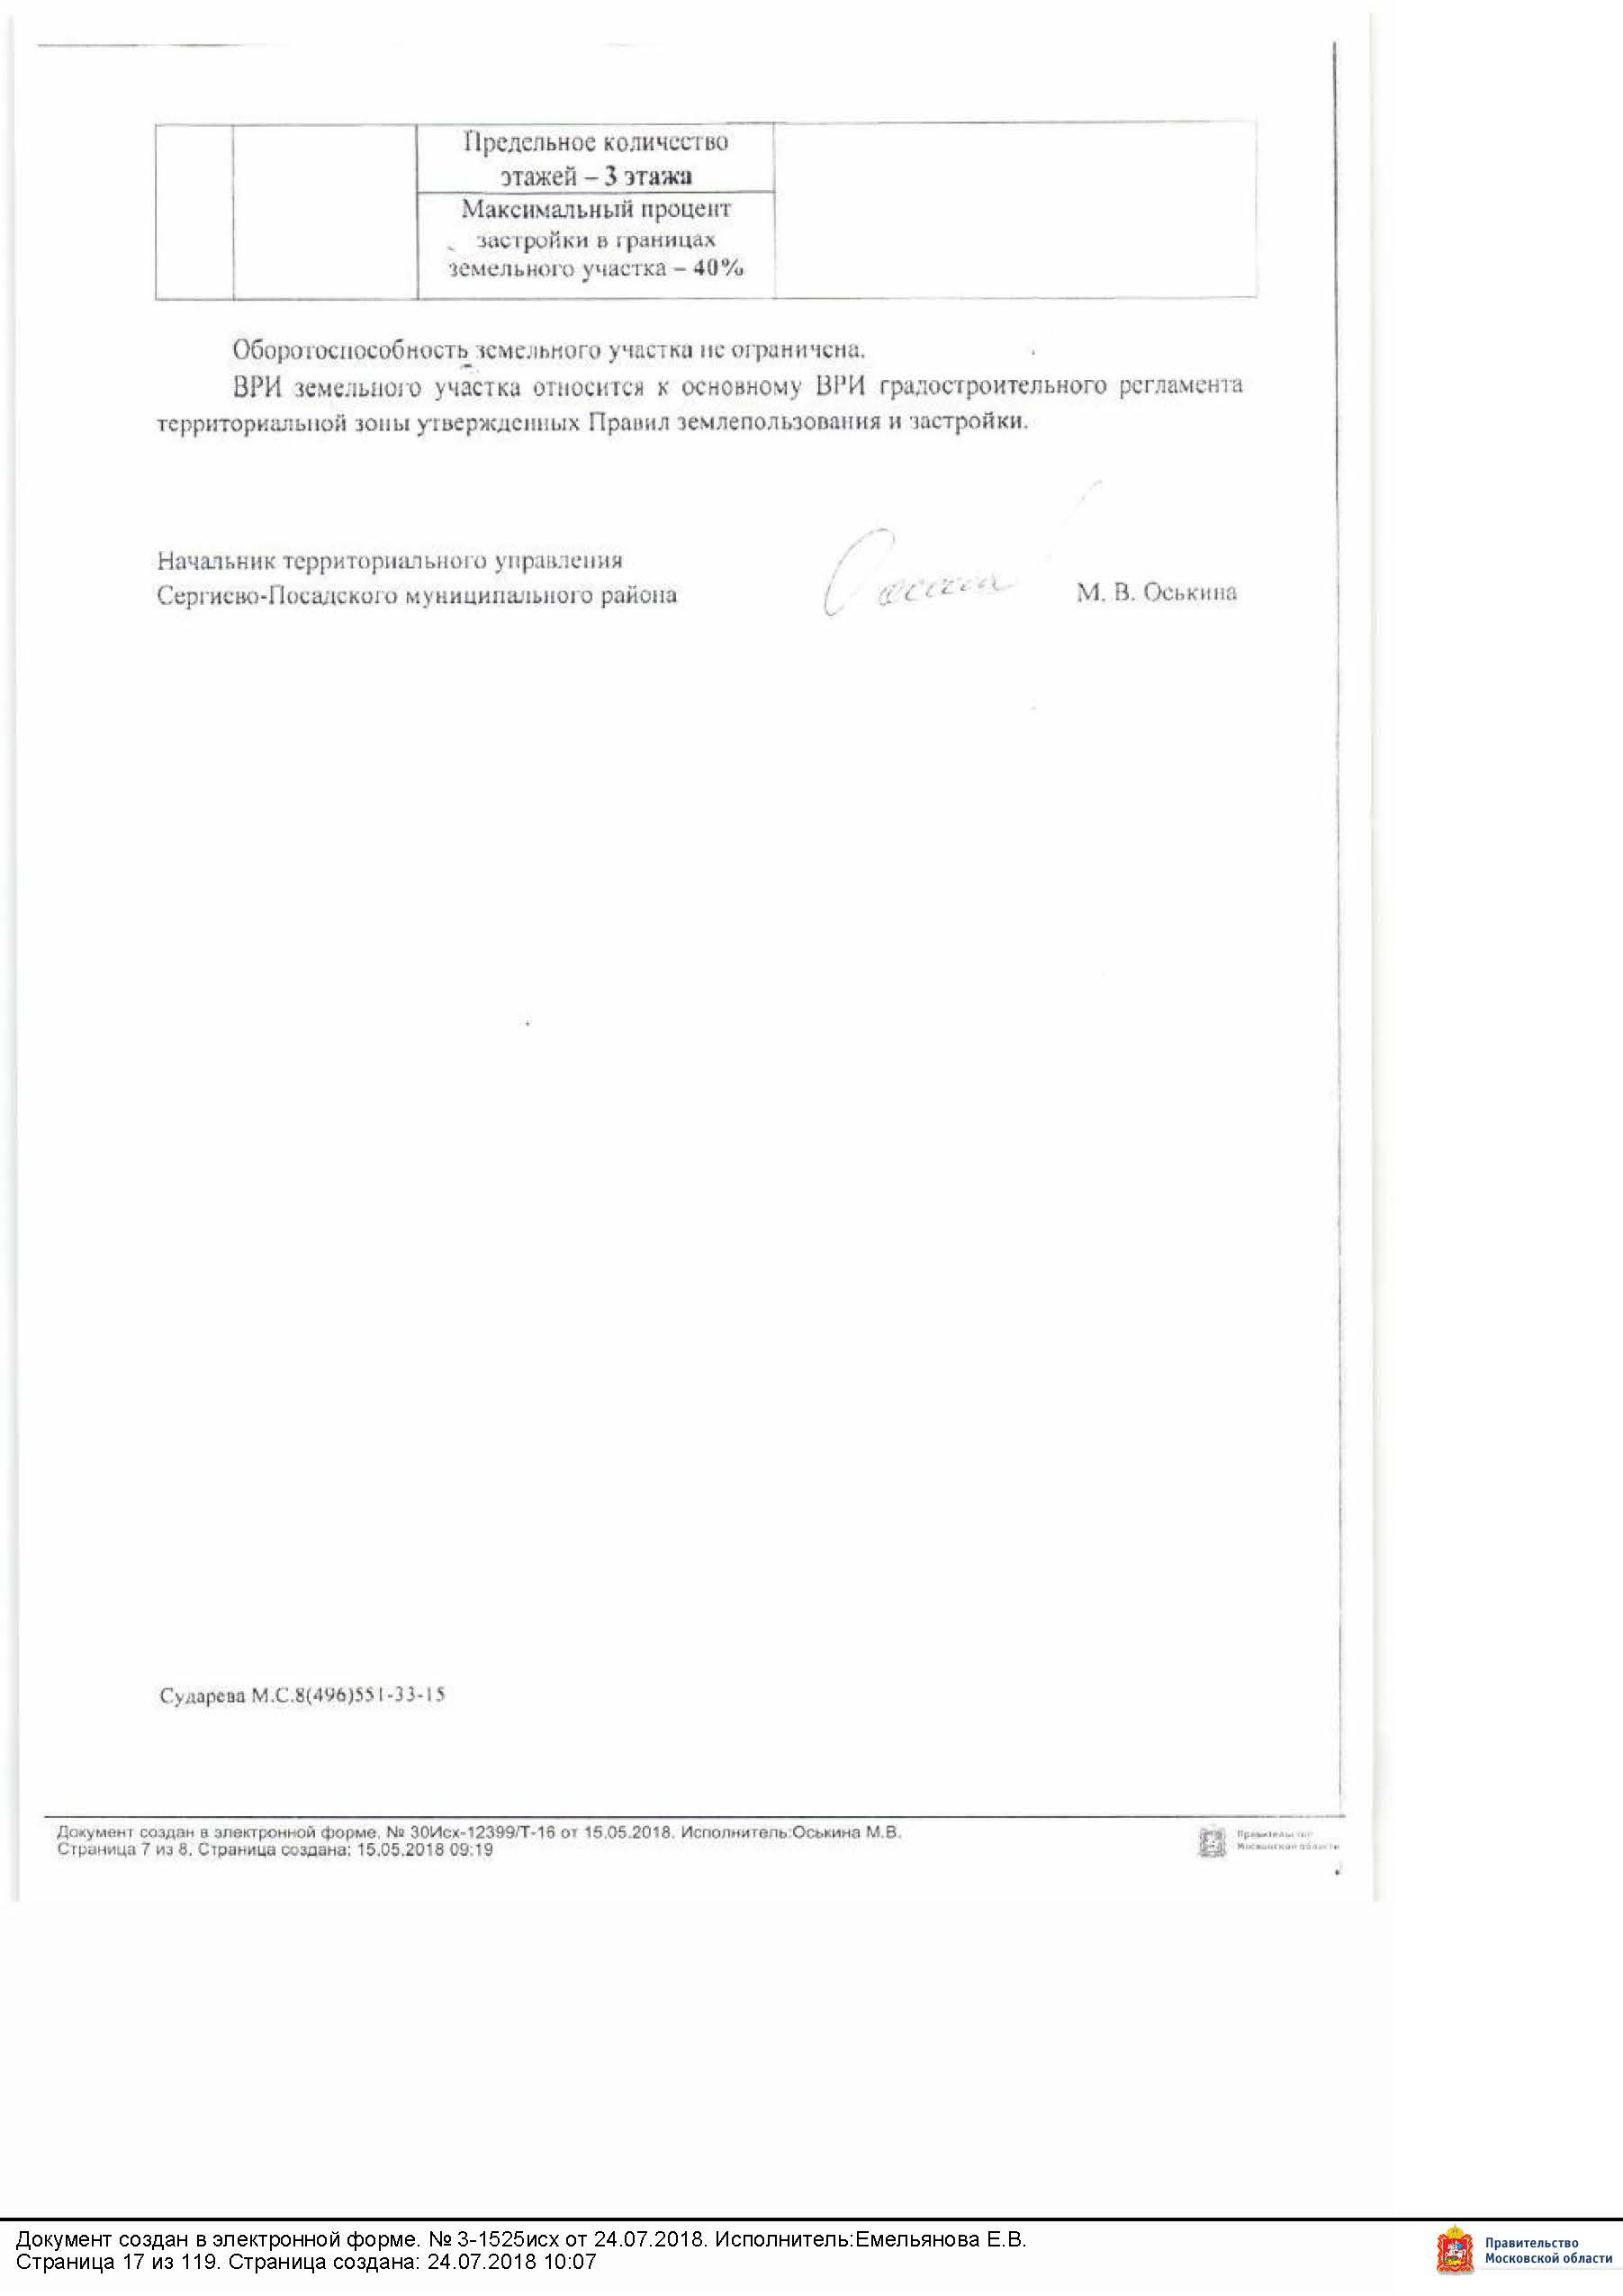 Предельное количество
этажей – 3 этажа
Максимальный процент
застройки в границах
земельного участка – 40%
Оборотоспособность земельного участка не ограничена.
ВРИ земельного участка относится к основному ВРИ градостроительного регламента
территориальной зоны утвержденных Правил землепользования и застройки.
Начальник территориального управления
Сергиево-Посадского муниципального района
М. В. Оськина
Сударева М.С.8(496)551-33-15
Документ создан в электронной форме. № 30Исх-12399/Т-16 от 15.05.2018. Исполнитель:Оськина М.В.
Страница 7 из 8. Страница создана: 15.05.2018 09:19
Правительство
Московской области
Документ создан в электронной форме. № 3-1525исх от 24.07.2018. Исполнитель:Емельянова Е.В.
Страница 17 из 119. Страница создана: 24.07.2018 10:07
Правительство
Московской области